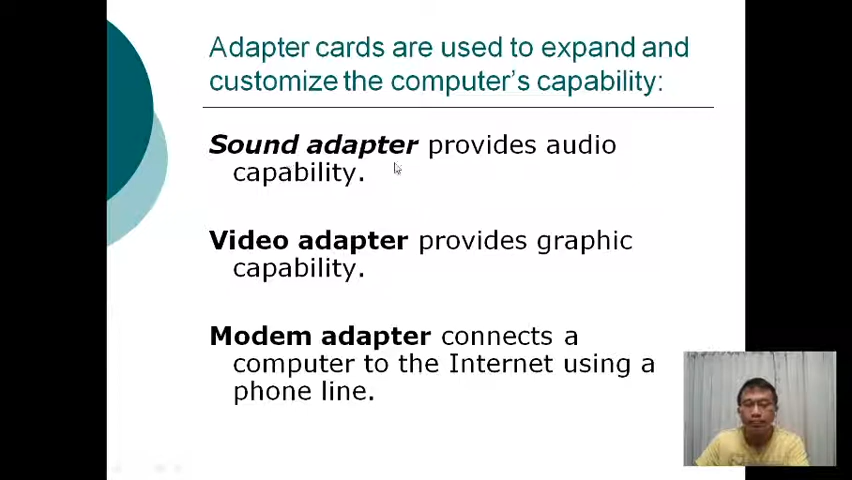 Adapter cards are used to expand and
customize the computer's capability:
Sound adapter provides audio
capability.
Video adapter provides graphic
capability.
Modem adapter connects a
computer to the Internet using a
phone line.